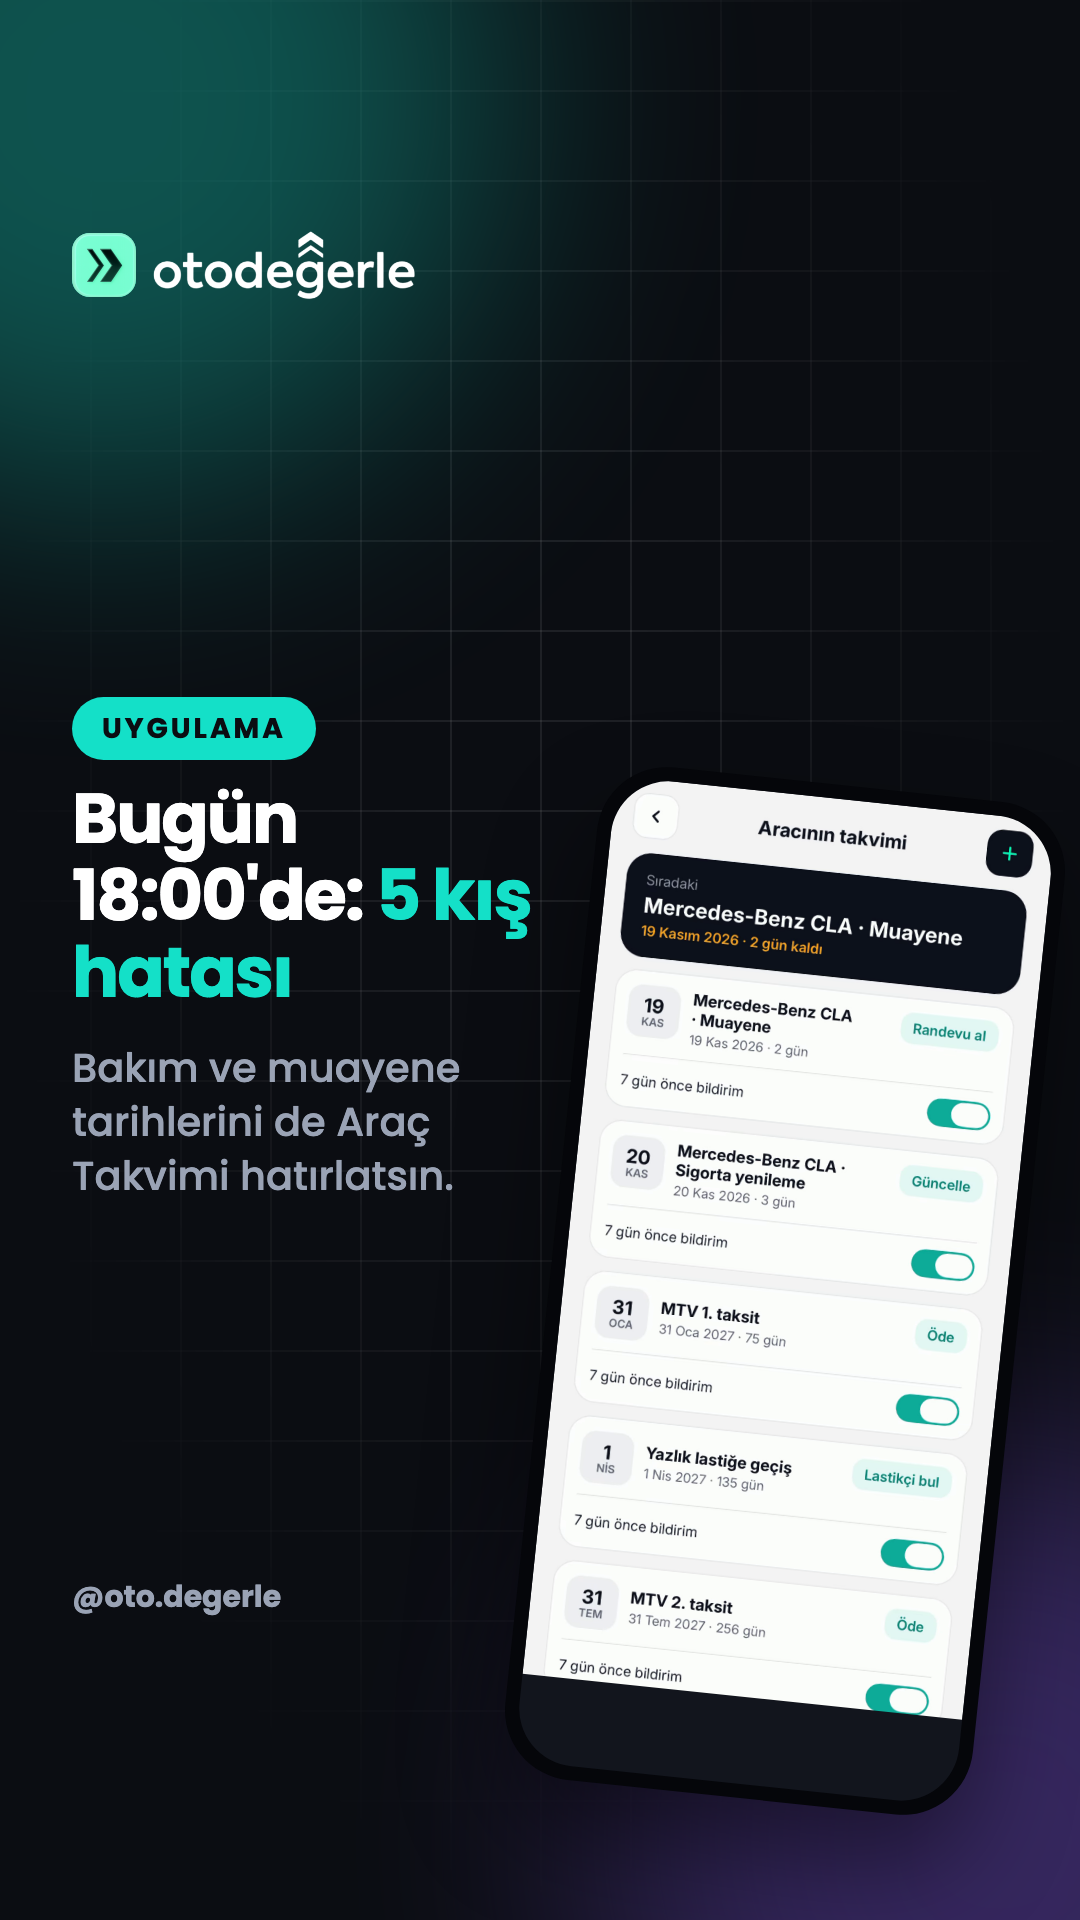 otodeğerle
UYGULAMA
Bugün
18:00'de: 5 kış
hatası
Bakım ve muayene
tarihlerini de Araç
Takvimi hatırlatsın.
@oto.degerle
Aracının takvimi
Sıradaki
Mercedes-Benz CLA · Muayene
19 Kasım 2026 · 2 gün kaldı
19
KAS
Mercedes-Benz CLA
· Muayene
19 Kas 2026 · 2 gün
Randevu al
7 gün önce bildirim
20
KAS
Mercedes-Benz CLA ·
Sigorta yenileme
20 Kas 2026 · 3 gün
Güncelle
7 gün önce bildirim
31
OCA
MTV 1. taksit
31 Oca 2027 · 75 gün
Öde
7 gün önce bildirim
1
NİS
Yazlık lastiğe geçiş
1 Nis 2027 · 135 gün
Lastikçi bul
7 gün önce bildirim
31
TEM
MTV 2. taksit
31 Tem 2027 · 256 gün
Öde
7 gün önce bildirim